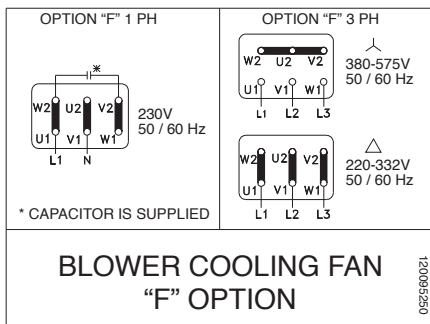 OPTION “F” 1 PH
*
W2 U2 V2
U1 V1 W1
L1 N
230V
50 / 60 Hz
* CAPACITOR IS SUPPLIED
OPTION “F” 3 PH
W2 U2 V2
U1 V1 W1
L1 L2 L3
380-575V
50 / 60 Hz
W2 U2 V2
U1 V1 W1
L1 L2 L3
220-332V
50 / 60 Hz
BLOWER COOLING FAN
“F” OPTION
120095250